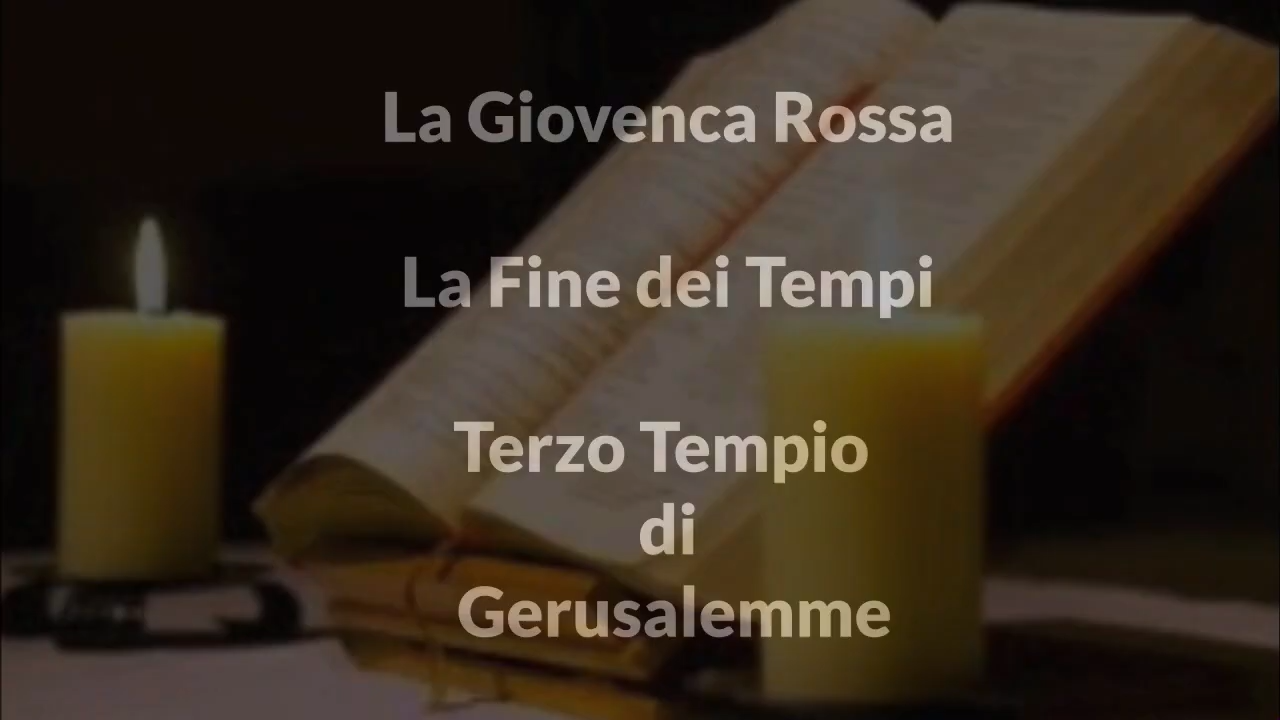 La Giovenca Rossa
La Fine dei Tempi
Terzo Tempio
di
Gerusalemme